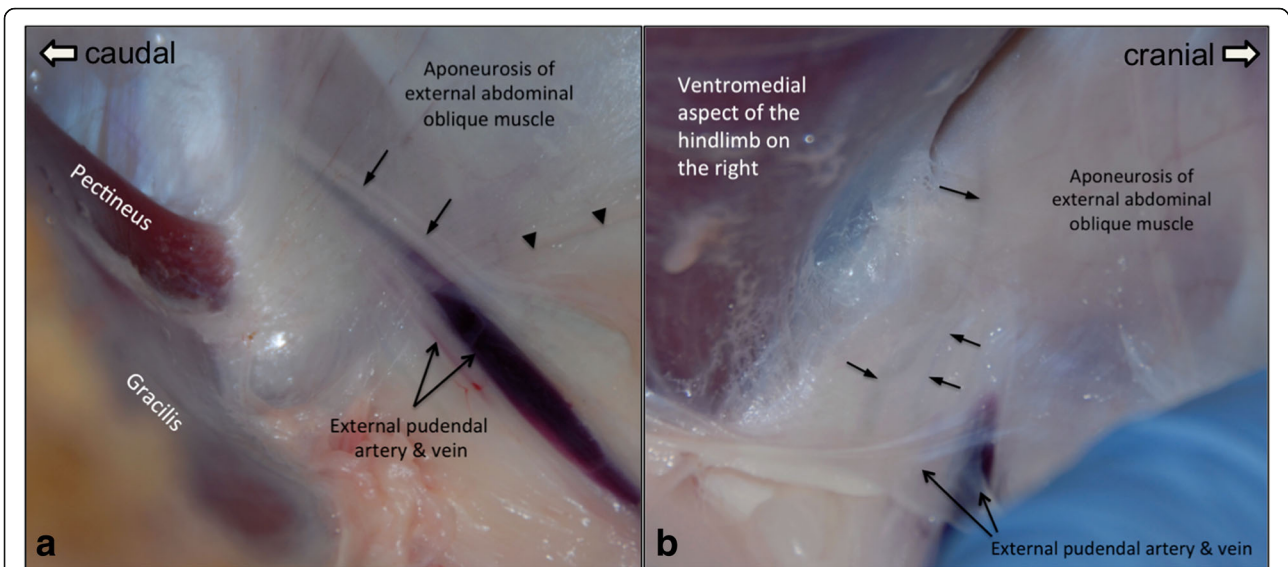 caudal
Aponeurosis of
external abdominal
oblique muscle
Pectineus
Gracilis
External pudendal
artery & vein
a
cranial
Ventromedial
aspect of the
hindlimb on
the right
Aponeurosis of
external abdominal
oblique muscle
External pudendal artery & vein
b